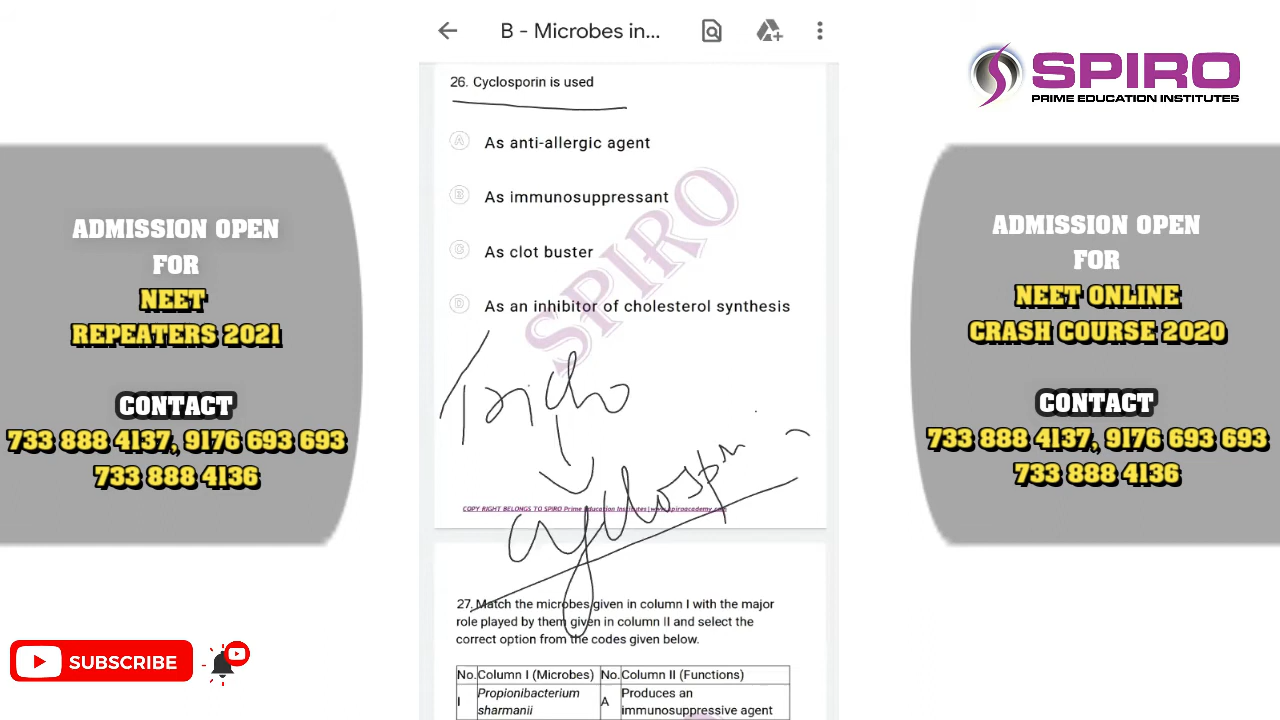 B - Microbes in...
SPIRO
PRIME EDUCATION INSTITUTES
26. Cyclosporin is used
A As anti-allergic agent
B As immunosuppressant
C As clot buster
D As an inhibitor of cholesterol synthesis
SPIRO
Tricho
cyclosprin
COPY RIGHT BELONGS TO SPIRO Prime Education Institutes|www.spiroacademy.com
27. Match the microbes given in column I with the major
role played by them given in column II and select the
correct option from the codes given below.
No. Column I (Microbes) No. Column II (Functions)
I Propionibacterium sharmanii A Produces an immunosuppressive agent
ADMISSION OPEN
FOR
NEET
REPEATERS 2021
CONTACT
733 888 4137, 9176 693 693
733 888 4136
ADMISSION OPEN
FOR
NEET ONLINE
CRASH COURSE 2020
CONTACT
733 888 4137, 9176 693 693
733 888 4136
SUBSCRIBE